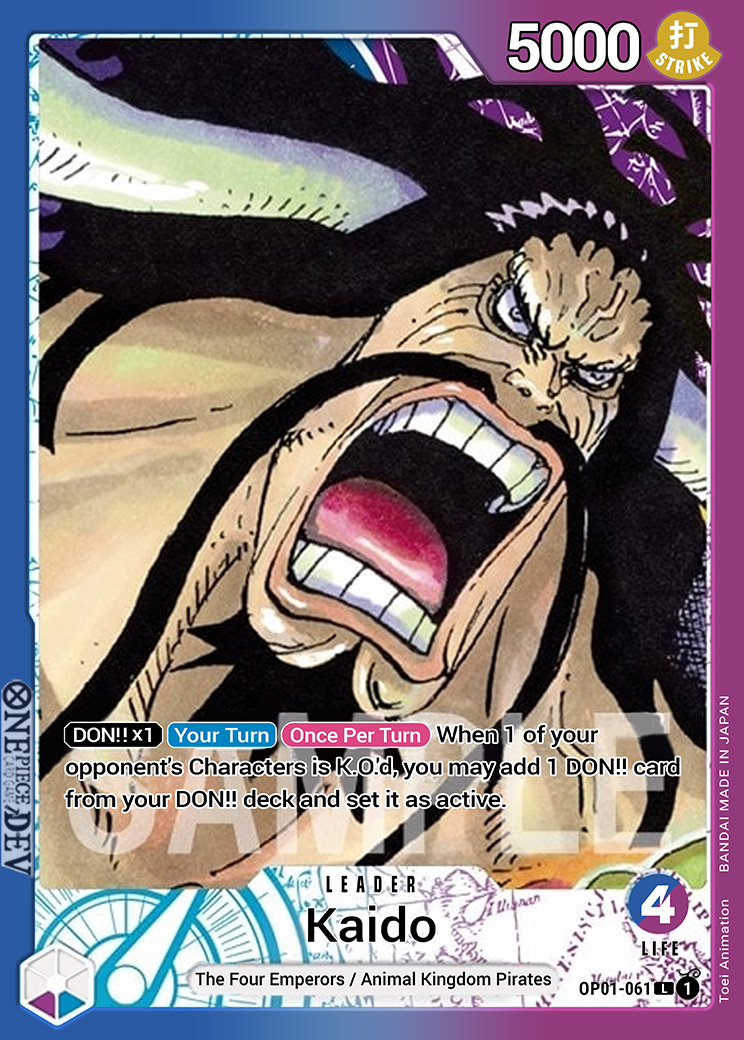 5000
打
STRIKE
DON!! x1 Your Turn Once Per Turn When 1 of your
opponent's Characters is K.O.'d, you may add 1 DON!! card
from your DON!! deck and set it as active.
SAMPLE
ONE PIECE
CARD GAME
/DEV
BANDAI MADE IN JAPAN
Toei Animation
LEADER
Kaido
4
LIFE
The Four Emperors / Animal Kingdom Pirates
OP01-061 L 1